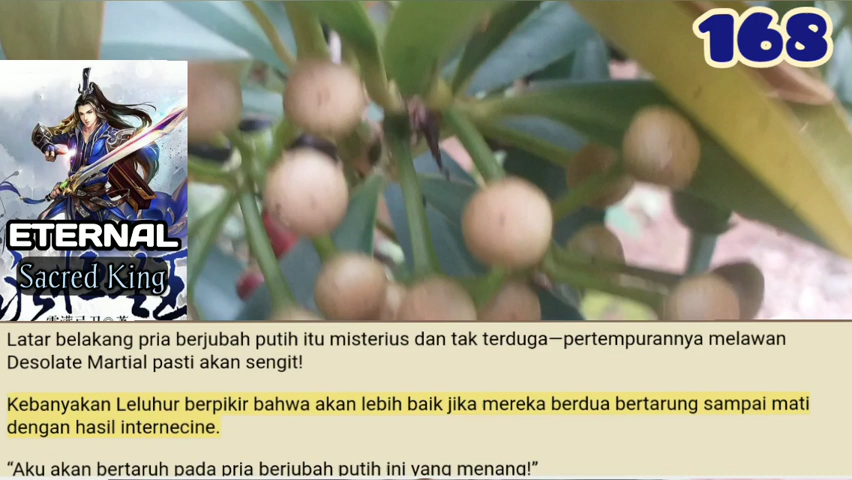 168
ETERNAL
Sacred King
Latar belakang pria berjubah putih itu misterius dan tak terduga—pertempurannya melawan
Desolate Martial pasti akan sengit!
Kebanyakan Leluhur berpikir bahwa akan lebih baik jika mereka berdua bertarung sampai mati
dengan hasil internecine.
“Aku akan bertaruh pada pria berjubah putih ini yang menang!”